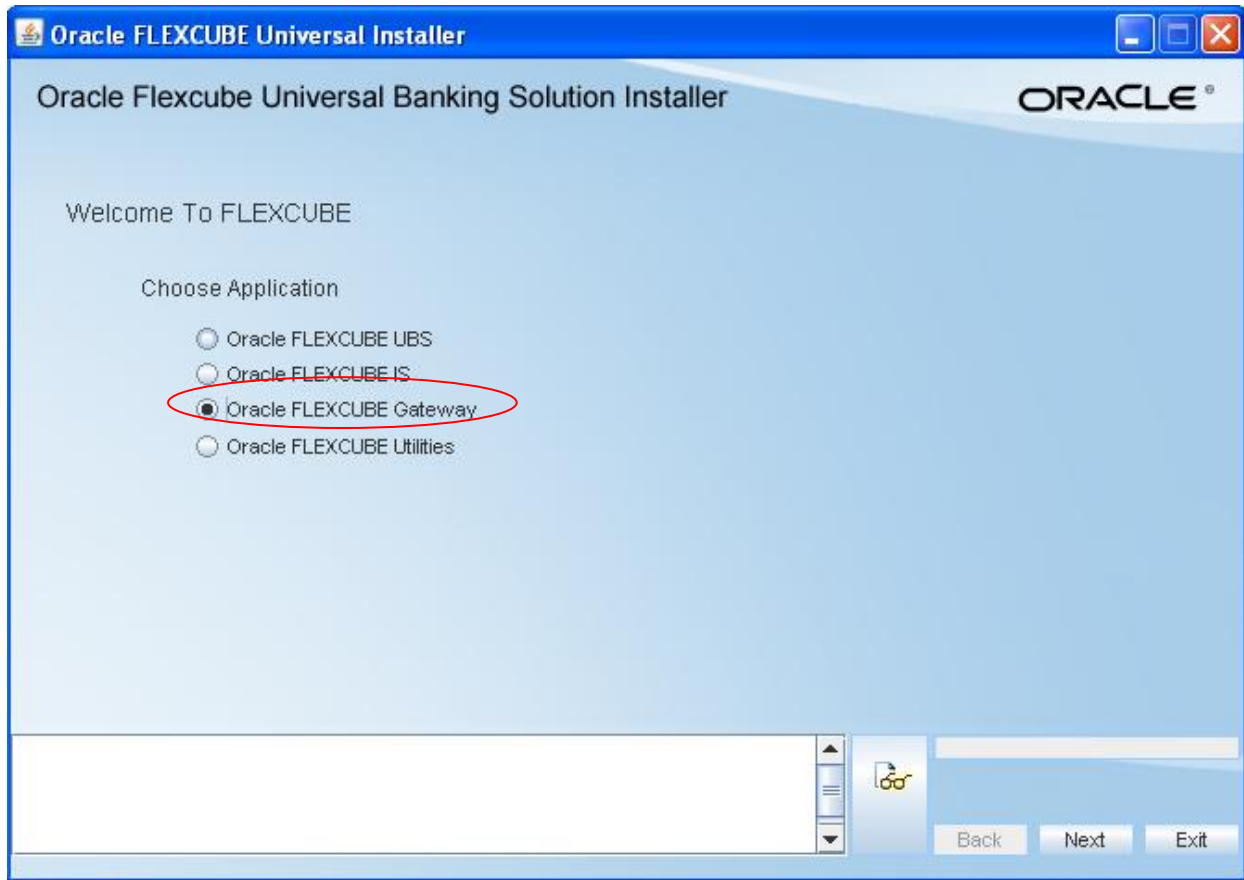 Oracle FLEXCUBE Universal Installer
Oracle Flexcube Universal Banking Solution Installer
ORACLE®
Welcome To FLEXCUBE
Choose Application
Oracle FLEXCUBE UBS
Oracle FLEXCUBE IS
Oracle FLEXCUBE Gateway
Oracle FLEXCUBE Utilities
Back Next Exit